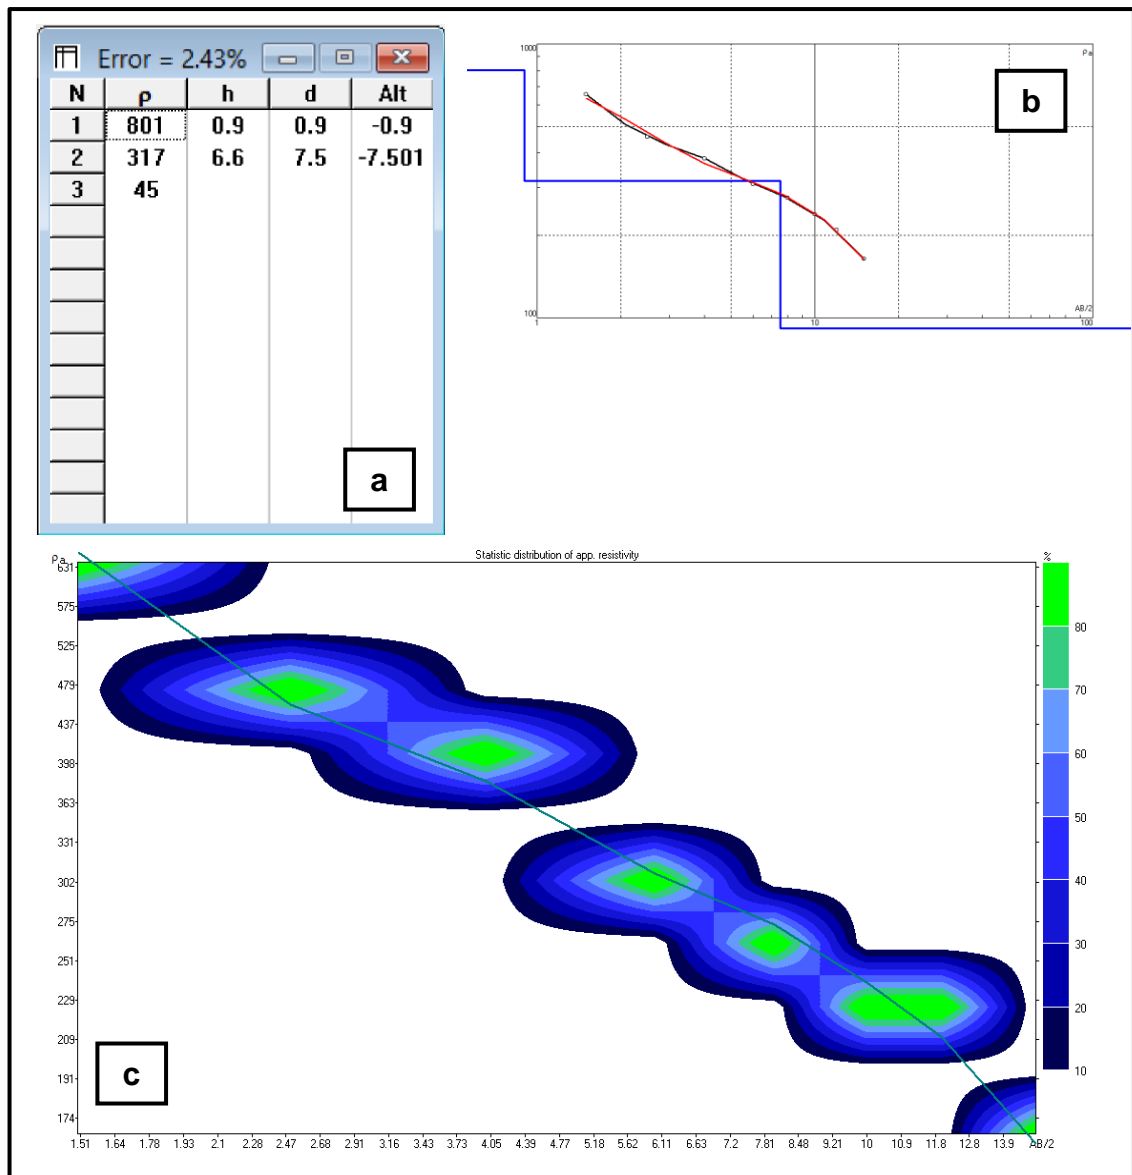 Error = 2.43%
N ρ h d Alt
1 801 0.9 0.9 -0.9
2 317 6.6 7.5 -7.501
3 45
a
1000
ρa
b
100
AB/2
1 10 100
Statistic distribution of app. resistivity
ρa
%
631
575
525
479
437
398
363
331
302
275
251
229
209
191
174
80
70
60
50
40
30
20
10
c
1.51 1.64 1.78 1.93 2.1 2.28 2.47 2.68 2.91 3.16 3.43 3.73 4.05 4.39 4.77 5.18 5.62 6.11 6.63 7.2 7.81 8.48 9.21 10 10.9 11.8 12.8 13.9 AB/2